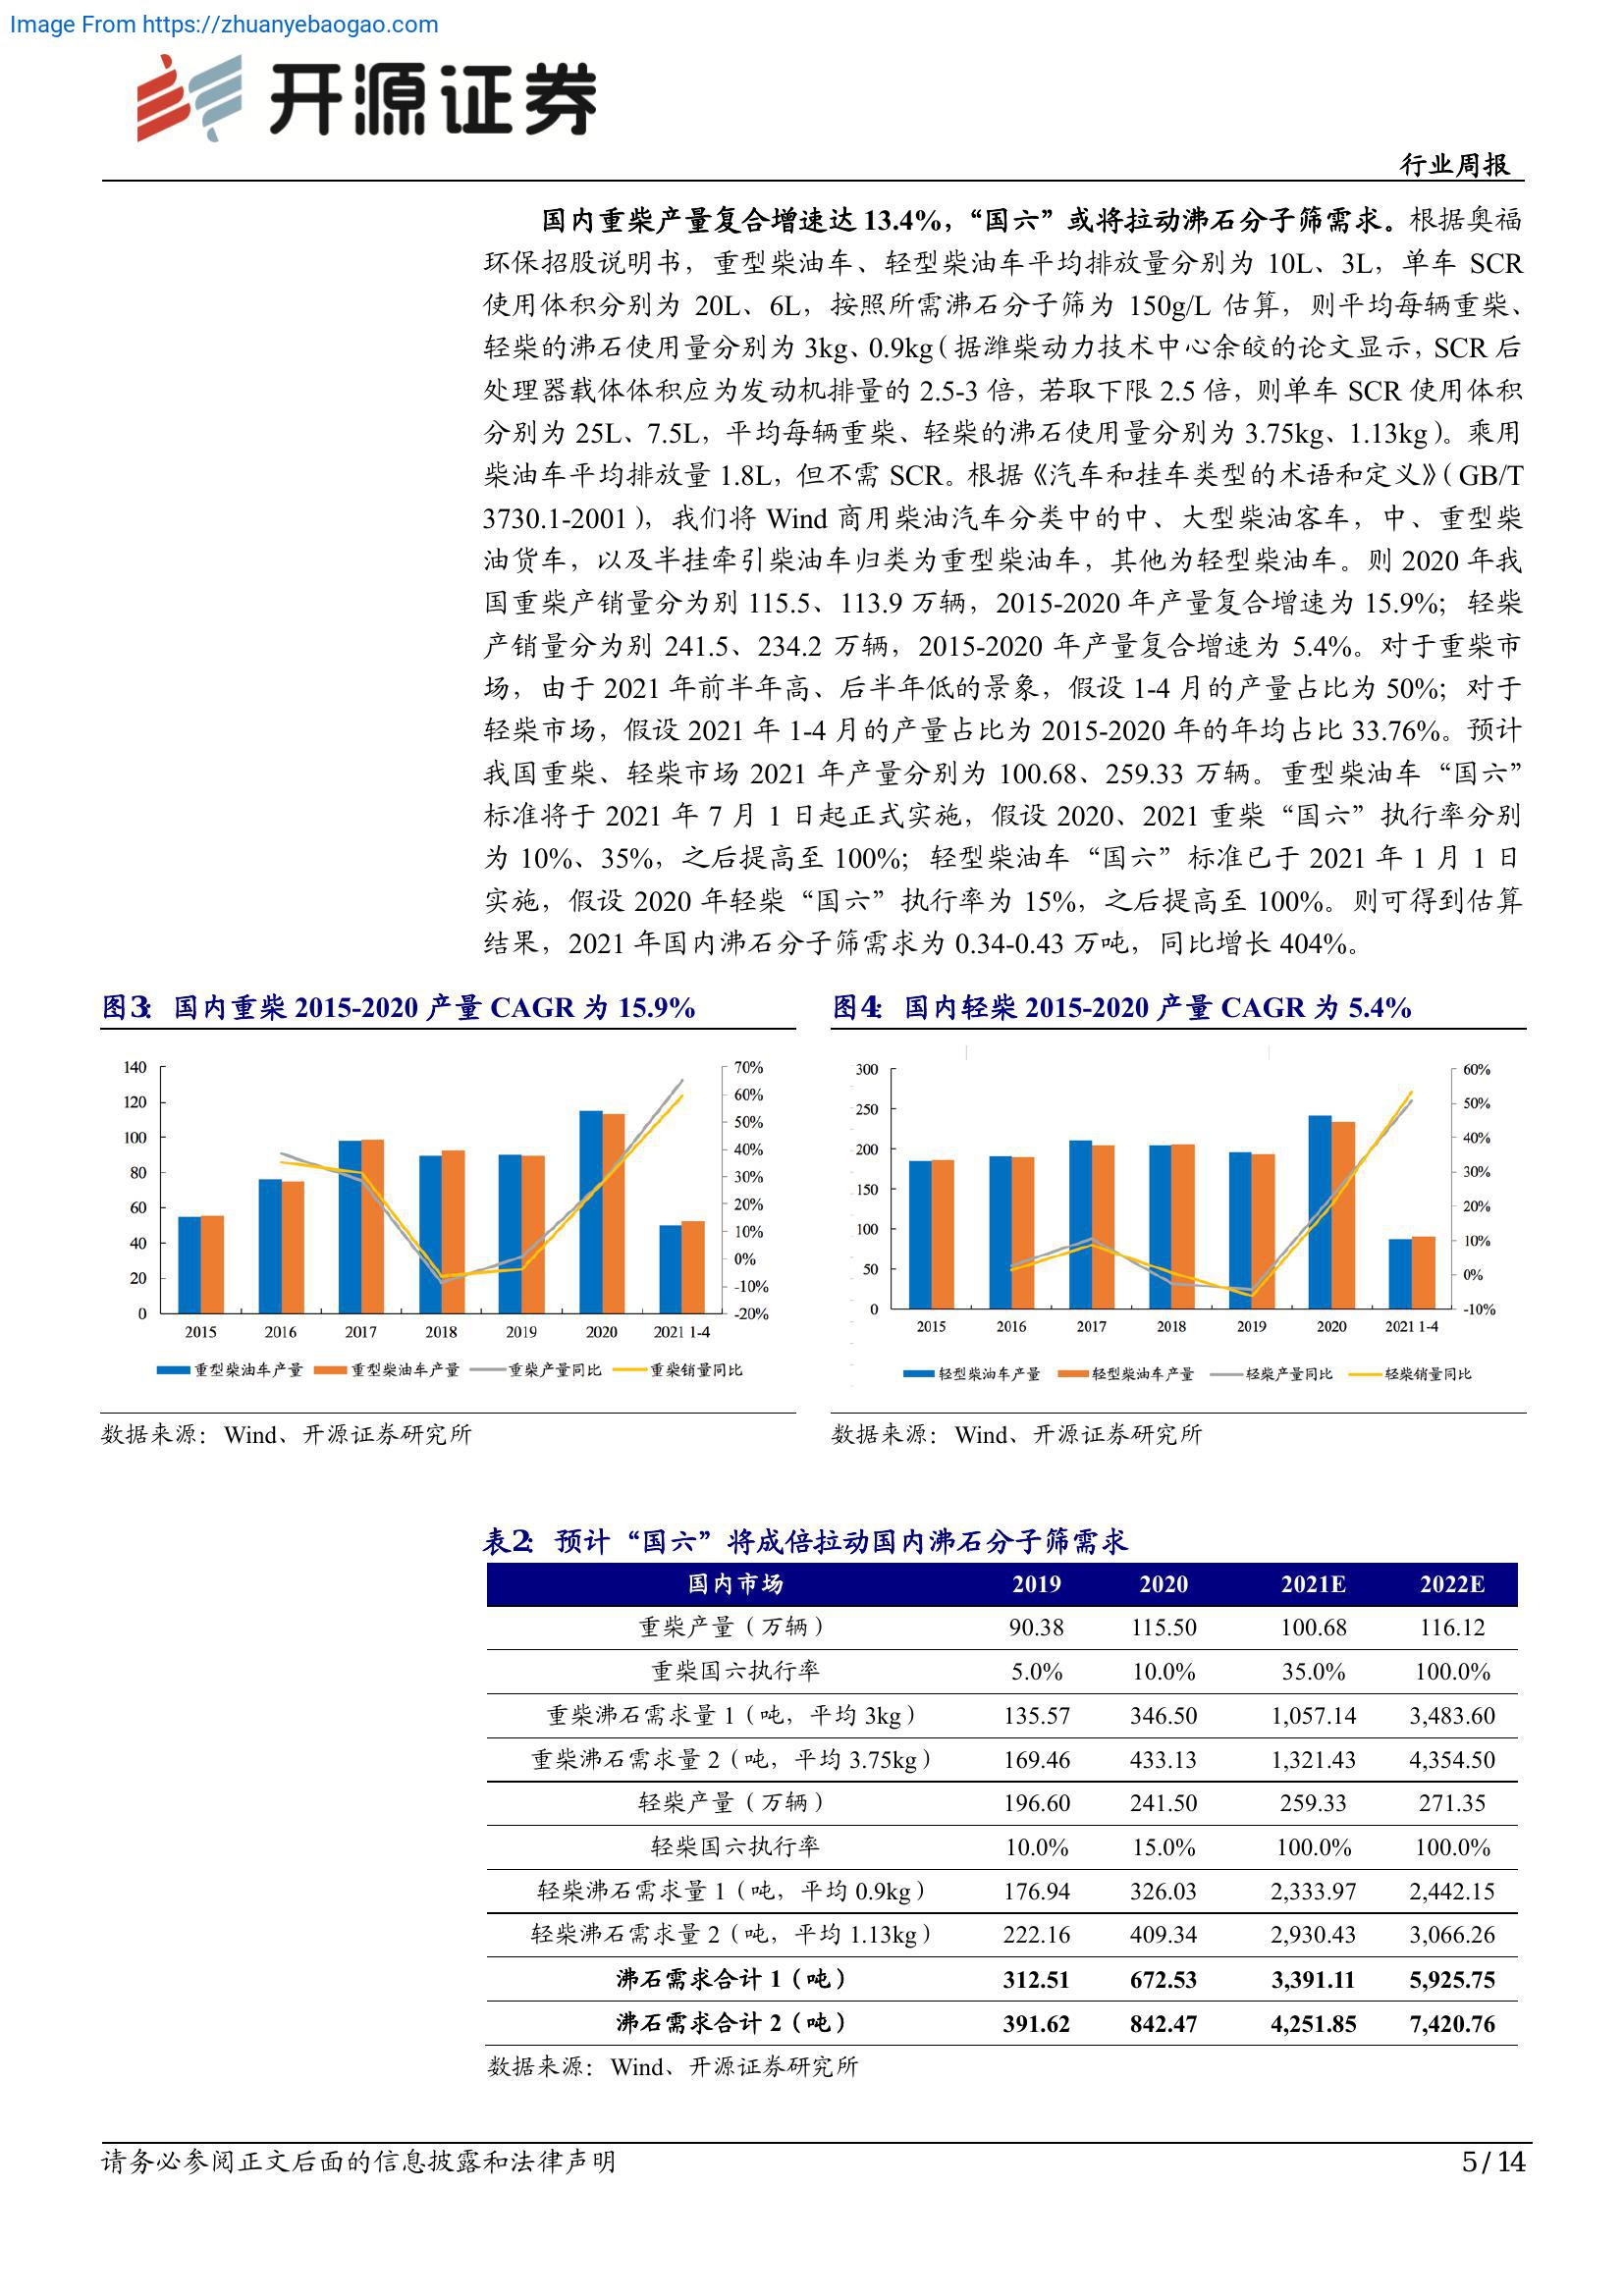 Image From https://zhuanyebaogao.com
开源证券
行业周报
国内重柴产量复合增速达 13.4%，“国六”或将拉动沸石分子筛需求。根据奥福
环保招股说明书，重型柴油车、轻型柴油车平均排放量分别为 10L、3L，单车 SCR
使用体积分别为 20L、6L，按照所需沸石分子筛为 150g/L 估算，则平均每辆重柴、
轻柴的沸石使用量分别为 3kg、0.9kg（据潍柴动力技术中心余皎的论文显示，SCR 后
处理器载体体积应为发动机排量的 2.5-3 倍，若取下限 2.5 倍，则单车 SCR 使用体积
分别为 25L、7.5L，平均每辆重柴、轻柴的沸石使用量分别为 3.75kg、1.13kg）。乘用
柴油车平均排放量 1.8L，但不需 SCR。根据《汽车和挂车类型的术语和定义》（GB/T
3730.1-2001），我们将 Wind 商用柴油汽车分类中的中、大型柴油客车，中、重型柴
油货车，以及半挂牵引柴油车归类为重型柴油车，其他为轻型柴油车。则 2020 年我
国重柴产销量分为别 115.5、113.9 万辆，2015-2020 年产量复合增速为 15.9%；轻柴
产销量分为别 241.5、234.2 万辆，2015-2020 年产量复合增速为 5.4%。对于重柴市
场，由于 2021 年前半年高、后半年低的景象，假设 1-4 月的产量占比为 50%；对于
轻柴市场，假设 2021 年 1-4 月的产量占比为 2015-2020 年的年均占比 33.76%。预计
我国重柴、轻柴市场 2021 年产量分别为 100.68、259.33 万辆。重型柴油车“国六”
标准将于 2021 年 7 月 1 日起正式实施，假设 2020、2021 重柴“国六”执行率分别
为 10%、35%，之后提高至 100%；轻型柴油车“国六”标准已于 2021 年 1 月 1 日
实施，假设 2020 年轻柴“国六”执行率为 15%，之后提高至 100%。则可得到估算
结果，2021 年国内沸石分子筛需求为 0.34-0.43 万吨，同比增长 404%。
图3：国内重柴 2015-2020 产量 CAGR 为 15.9%
140 70%
120 60%
100 50%
80 40%
60 30%
40 20%
20 10%
0 0%
-10%
-20%
2015 2016 2017 2018 2019 2020 2021 1-4
重型柴油车产量 重型柴油车产量 重柴产量同比 重柴销量同比
数据来源：Wind、开源证券研究所
图4：国内轻柴 2015-2020 产量 CAGR 为 5.4%
300 60%
250 50%
200 40%
150 30%
100 20%
50 10%
0 0%
-10%
2015 2016 2017 2018 2019 2020 2021 1-4
轻型柴油车产量 轻型柴油车产量 轻柴产量同比 轻柴销量同比
数据来源：Wind、开源证券研究所
表2：预计“国六”将成倍拉动国内沸石分子筛需求
国内市场 2019 2020 2021E 2022E
重柴产量（万辆） 90.38 115.50 100.68 116.12
重柴国六执行率 5.0% 10.0% 35.0% 100.0%
重柴沸石需求量 1（吨，平均 3kg） 135.57 346.50 1,057.14 3,483.60
重柴沸石需求量 2（吨，平均 3.75kg） 169.46 433.13 1,321.43 4,354.50
轻柴产量（万辆） 196.60 241.50 259.33 271.35
轻柴国六执行率 10.0% 15.0% 100.0% 100.0%
轻柴沸石需求量 1（吨，平均 0.9kg） 176.94 326.03 2,333.97 2,442.15
轻柴沸石需求量 2（吨，平均 1.13kg） 222.16 409.34 2,930.43 3,066.26
沸石需求合计 1（吨） 312.51 672.53 3,391.11 5,925.75
沸石需求合计 2（吨） 391.62 842.47 4,251.85 7,420.76
数据来源：Wind、开源证券研究所
请务必参阅正文后面的信息披露和法律声明
5 / 14